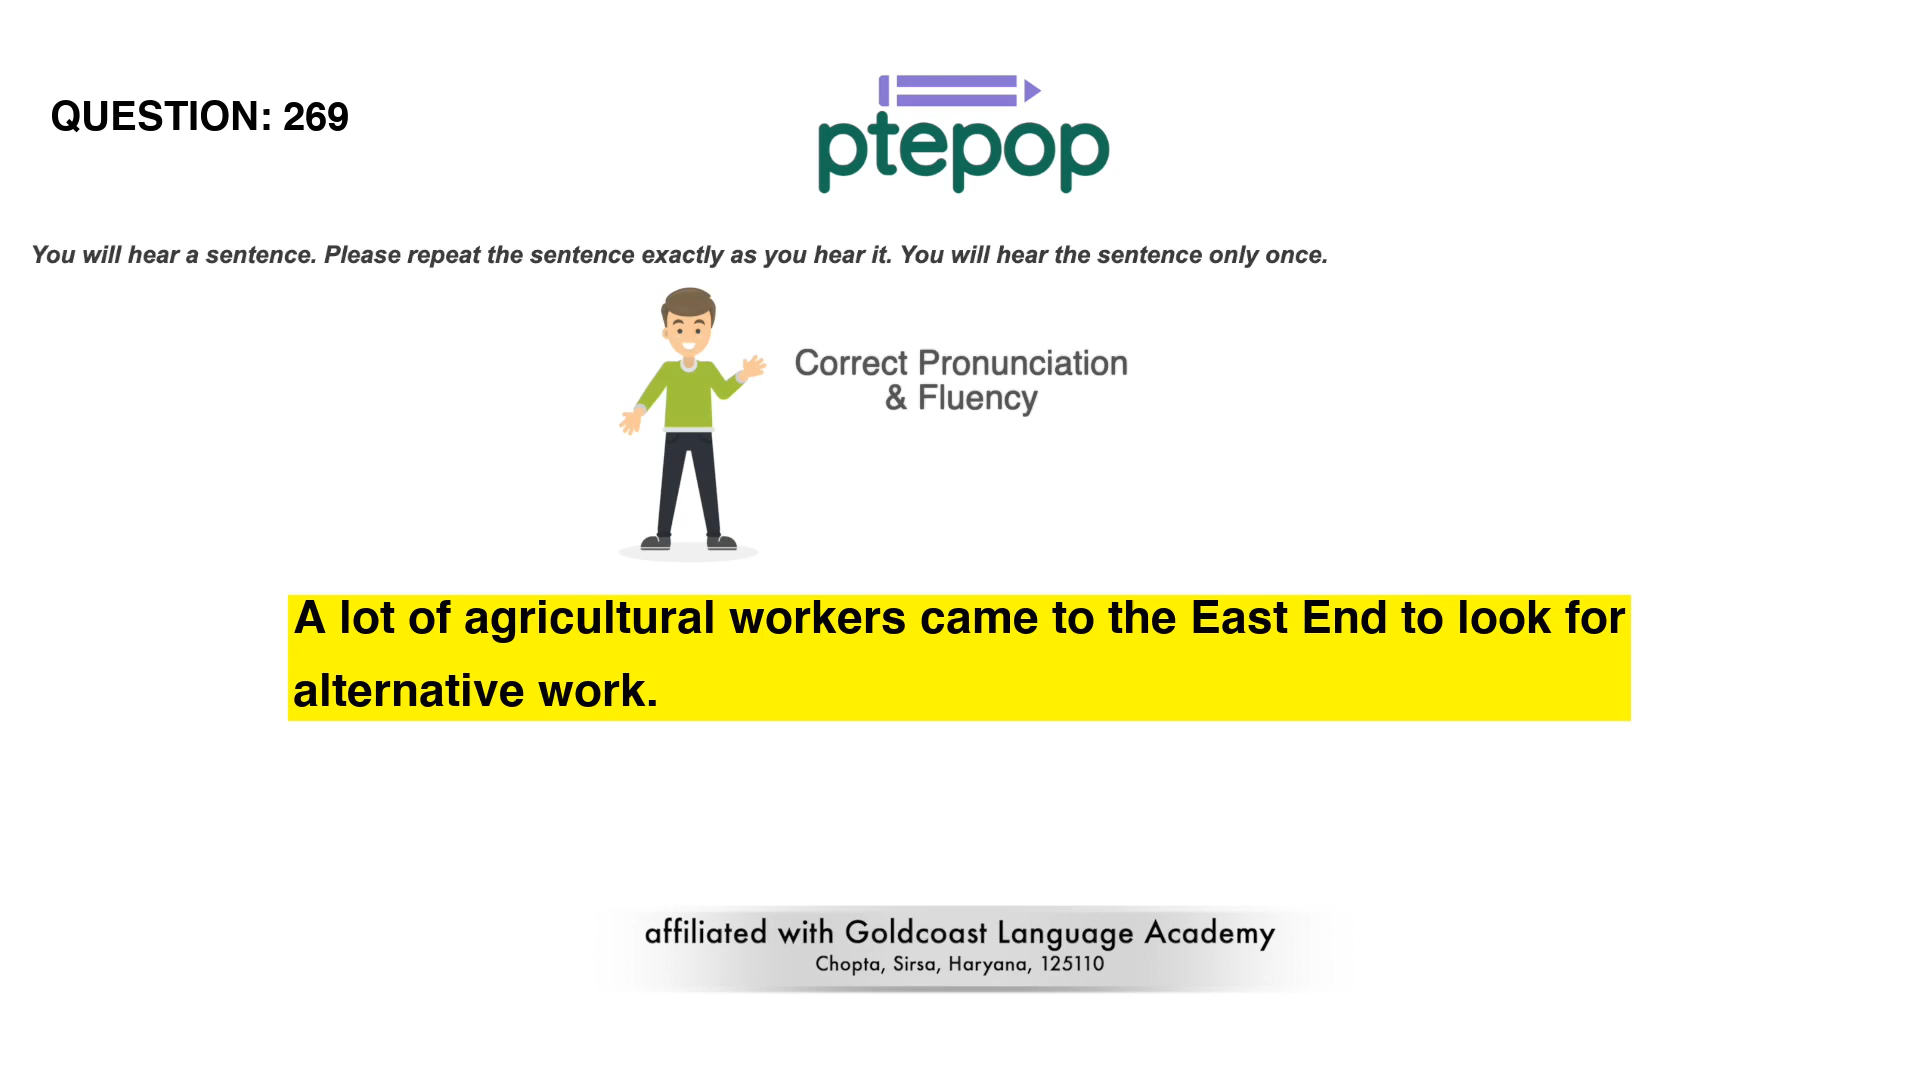 QUESTION: 269
ptepop
You will hear a sentence. Please repeat the sentence exactly as you hear it. You will hear the sentence only once.
Correct Pronunciation
& Fluency
A lot of agricultural workers came to the East End to look for
alternative work.
affiliated with Goldcoast Language Academy
Chopta, Sirsa, Haryana, 125110